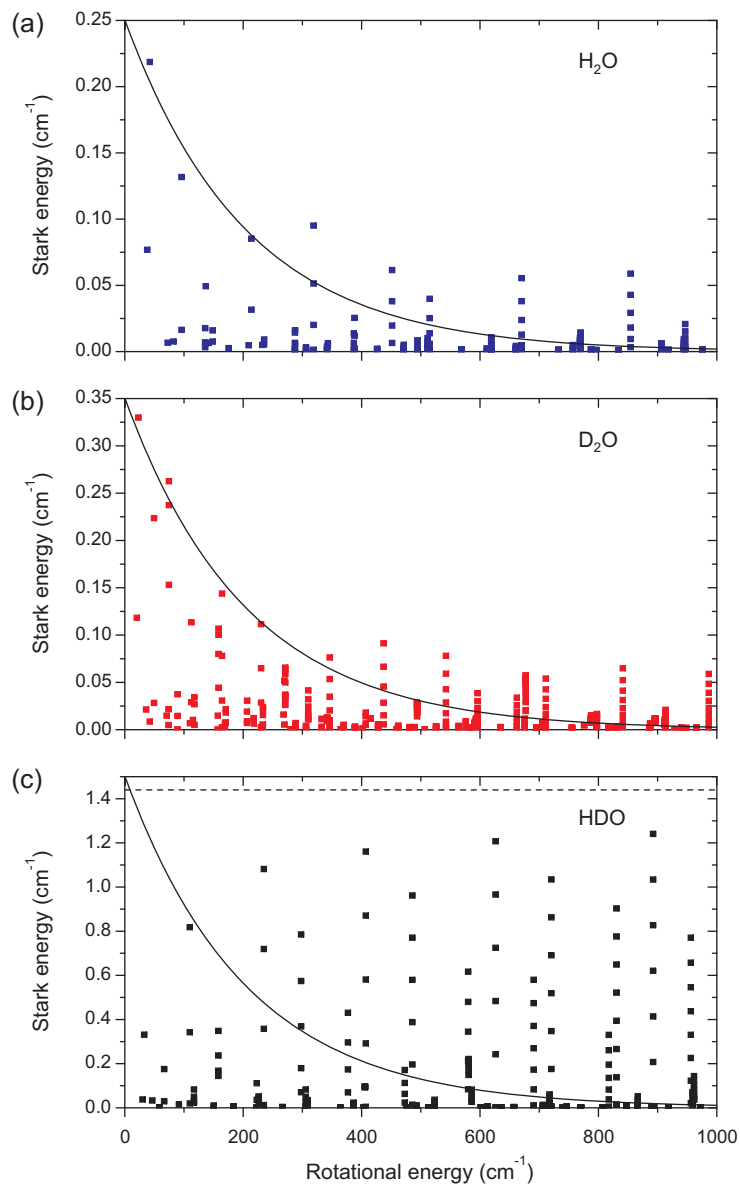 (a)
H₂O
Stark energy (cm⁻¹)
0.25
0.20
0.15
0.10
0.05
0.00
(b)
D₂O
Stark energy (cm⁻¹)
0.35
0.30
0.25
0.20
0.15
0.10
0.05
0.00
(c)
HDO
Stark energy (cm⁻¹)
1.4
1.2
1.0
0.8
0.6
0.4
0.2
0.0
0 200 400 600 800 1000
Rotational energy (cm⁻¹)